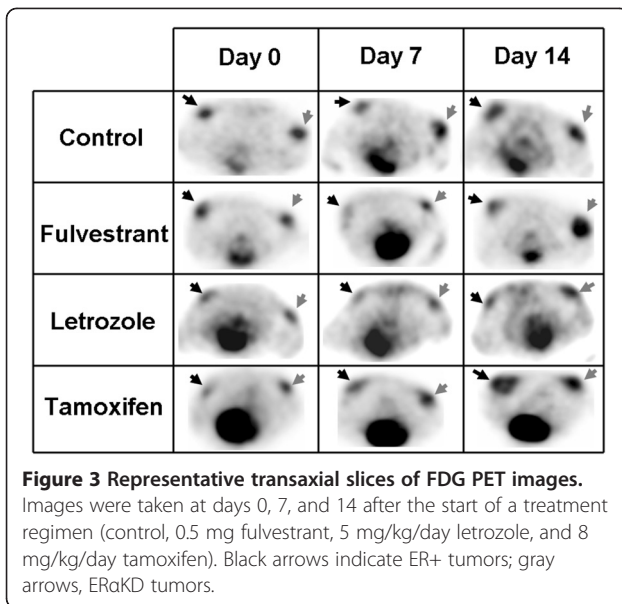 Day 0 Day 7 Day 14
Control
Fulvestrant
Letrozole
Tamoxifen
Figure 3 Representative transaxial slices of FDG PET images.
Images were taken at days 0, 7, and 14 after the start of a treatment
regimen (control, 0.5 mg fulvestrant, 5 mg/kg/day letrozole, and 8
mg/kg/day tamoxifen). Black arrows indicate ER+ tumors; gray
arrows, ERαKD tumors.